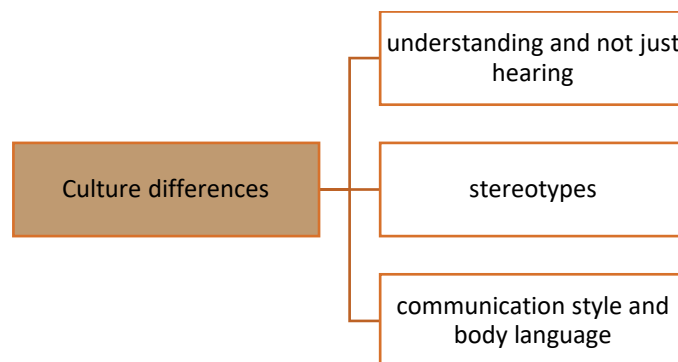 understanding and not just
hearing
Culture differences
stereotypes
communication style and
body language